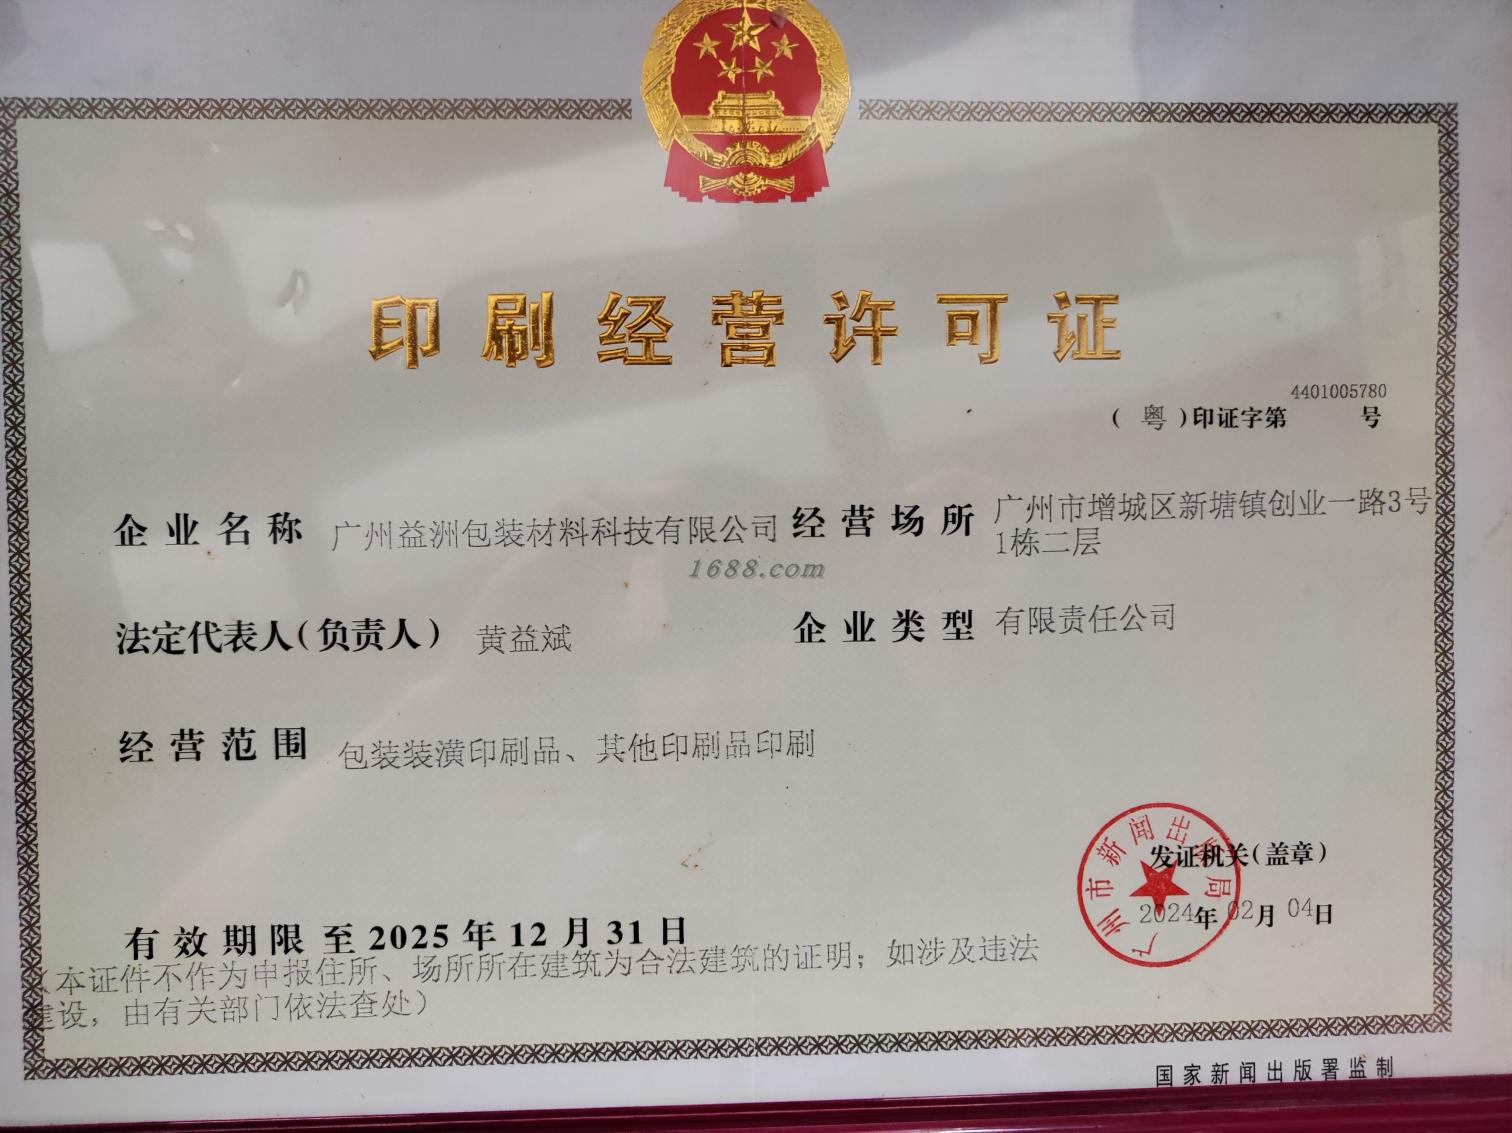 印刷经营许可证
4401005780
(粤)印证字第 号
企业名称 广州益洲包装材料科技有限公司
经营场所 广州市增城区新塘镇创业一路3号
1栋二层
1688.com
法定代表人(负责人) 黄益斌
企业类型 有限责任公司
经营范围 包装装潢印刷品、其他印刷品印刷
发证机关(盖章)
广州市新闻出版局
2024年02月04日
有效期限至2025年12月31日
(本证件不作为申报住所、场所所在建筑为合法建筑的证明;如涉及违法
建设,由有关部门依法查处)
国家新闻出版署监制